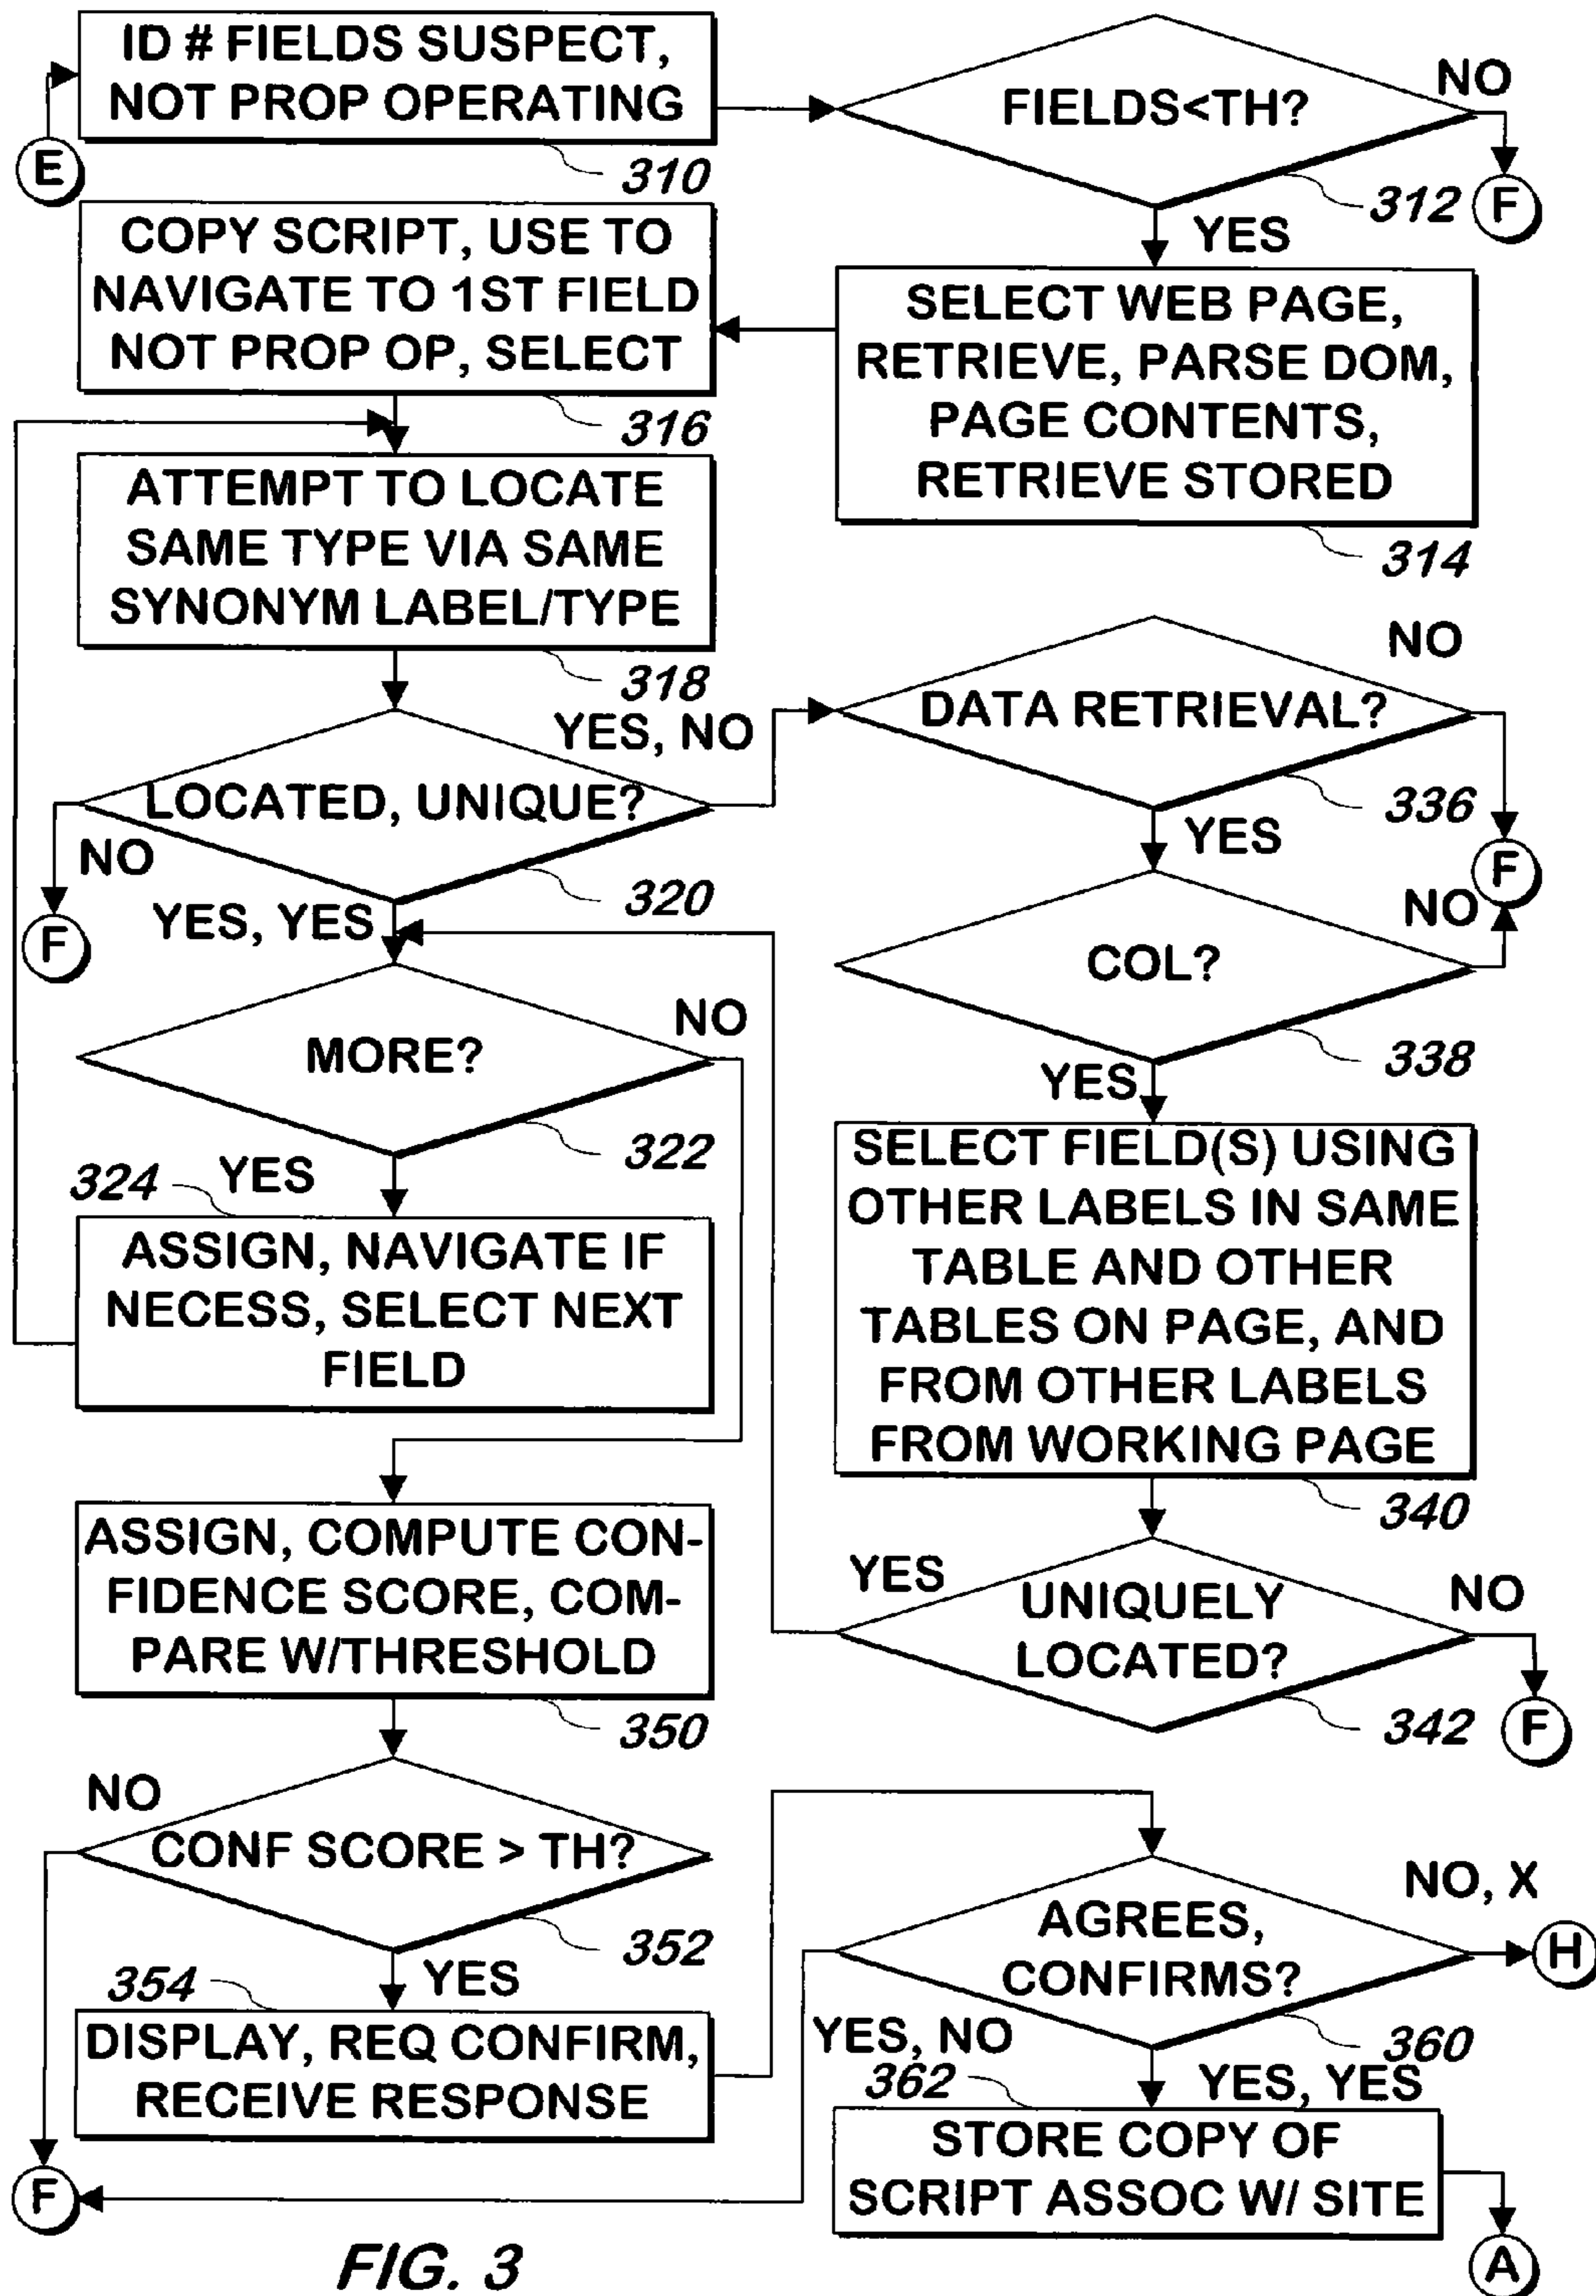 ID # FIELDS SUSPECT,
NOT PROP OPERATING
310
E
FIELDS<TH?
NO
312
F
YES
COPY SCRIPT, USE TO
NAVIGATE TO 1ST FIELD
NOT PROP OP, SELECT
316
SELECT WEB PAGE,
RETRIEVE, PARSE DOM,
PAGE CONTENTS,
RETRIEVE STORED
314
ATTEMPT TO LOCATE
SAME TYPE VIA SAME
SYNONYM LABEL/TYPE
318
YES, NO
LOCATED, UNIQUE?
NO
F
320
YES, YES
DATA RETRIEVAL?
NO
336
YES
F
NO
COL?
338
YES
MORE?
NO
322
324
YES
ASSIGN, NAVIGATE IF
NECESS, SELECT NEXT
FIELD
SELECT FIELD(S) USING
OTHER LABELS IN SAME
TABLE AND OTHER
TABLES ON PAGE, AND
FROM OTHER LABELS
FROM WORKING PAGE
340
ASSIGN, COMPUTE CON-
FIDENCE SCORE, COM-
PARE W/THRESHOLD
350
YES
UNIQUELY
LOCATED?
NO
342
F
NO
CONF SCORE > TH?
352
354
YES
DISPLAY, REQ CONFIRM,
RECEIVE RESPONSE
F
AGREES,
CONFIRMS?
NO, X
H
YES, NO
360
362
YES, YES
STORE COPY OF
SCRIPT ASSOC W/ SITE
A
FIG. 3